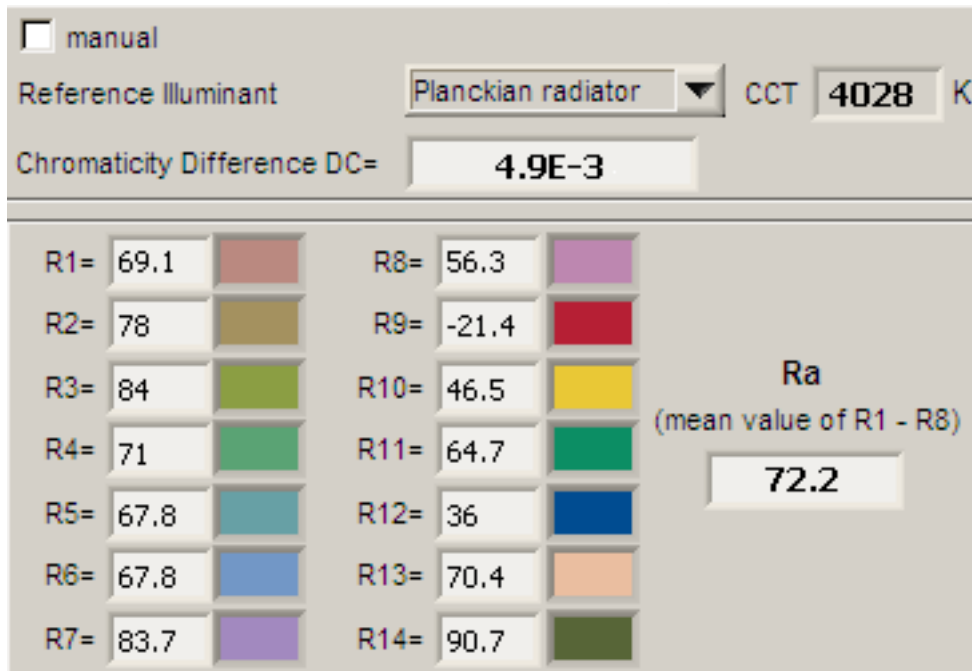 manual
Reference Illuminant Planckian radiator CCT 4028 K
Chromaticity Difference DC= 4.9E-3
R1= 69.1 R8= 56.3
R2= 78 R9= -21.4
R3= 84 R10= 46.5
R4= 71 R11= 64.7
R5= 67.8 R12= 36
R6= 67.8 R13= 70.4
R7= 83.7 R14= 90.7
Ra
(mean value of R1 - R8)
72.2